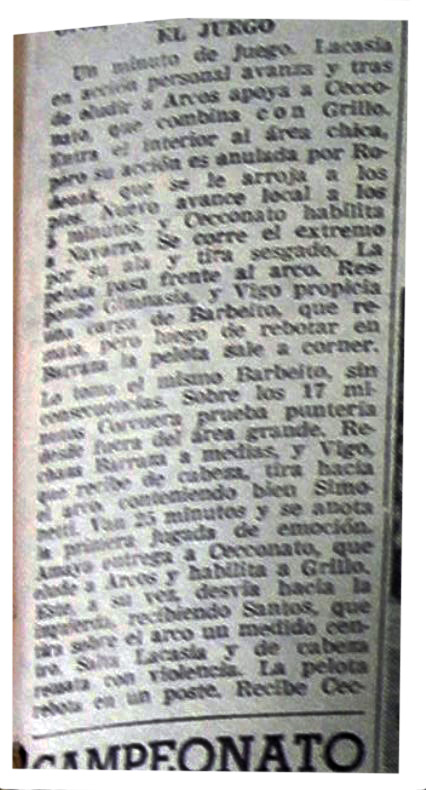 EL JUEGO
Un minuto de juego. Lacasia
en acción personal avanza y tras
de eludir a Arcos apoya a Cecco-
nato, que combina con Grillo.
Entra el interior al área chica,
pero su acción es anulada por Ro-
que se le arroja a los
pies. Nuevo avance local a los
minutos, y Cecconato habilita
a Navarro. Se corre el extremo
por su ala y tira sesgado. La
pelota pasa frente al arco. Res-
ponde Gimnasia, y Vigo propicia
una carga de Barbeito, que re-
mata, pero luego de rebotar en
Barraza la pelota sale a corner.
Lo toma el mismo Barbeito, sin
consecuencias. Sobre los 17 mi-
nutos Corvuera prueba puntería
desde fuera del área grande. Re-
chaza Barraza a medias, y Vigo,
que recibe de cabeza, tira hacia
el arco, conteniendo bien Simo-
netti. Van 25 minutos y se anota
la primera jugada de emoción.
Amaya entrega a Cecconato, que
elude a Arcos y habilita a Grillo.
Este, a su vez, desvía hacia la
izquierda, recibiendo Santos, que
tira sobre el arco un medido cen-
tro. Salta Lacasia y de cabeza
remata con violencia. La pelota
rebota en un poste. Recibe Cec-
CAMPEONATO